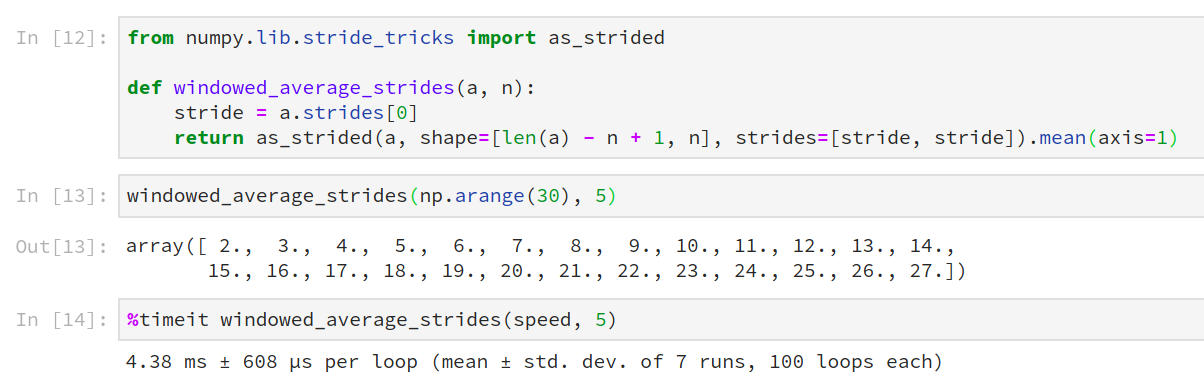 In [12]: from numpy.lib.stride_tricks import as_strided
def windowed_average_strides(a, n):
    stride = a.strides[0]
    return as_strided(a, shape=[len(a) - n + 1, n], strides=[stride, stride]).mean(axis=1)
In [13]: windowed_average_strides(np.arange(30), 5)
Out[13]: array([ 2.,  3.,  4.,  5.,  6.,  7.,  8.,  9., 10., 11., 12., 13., 14.,
       15., 16., 17., 18., 19., 20., 21., 22., 23., 24., 25., 26., 27.])
In [14]: %timeit windowed_average_strides(speed, 5)
4.38 ms ± 608 µs per loop (mean ± std. dev. of 7 runs, 100 loops each)